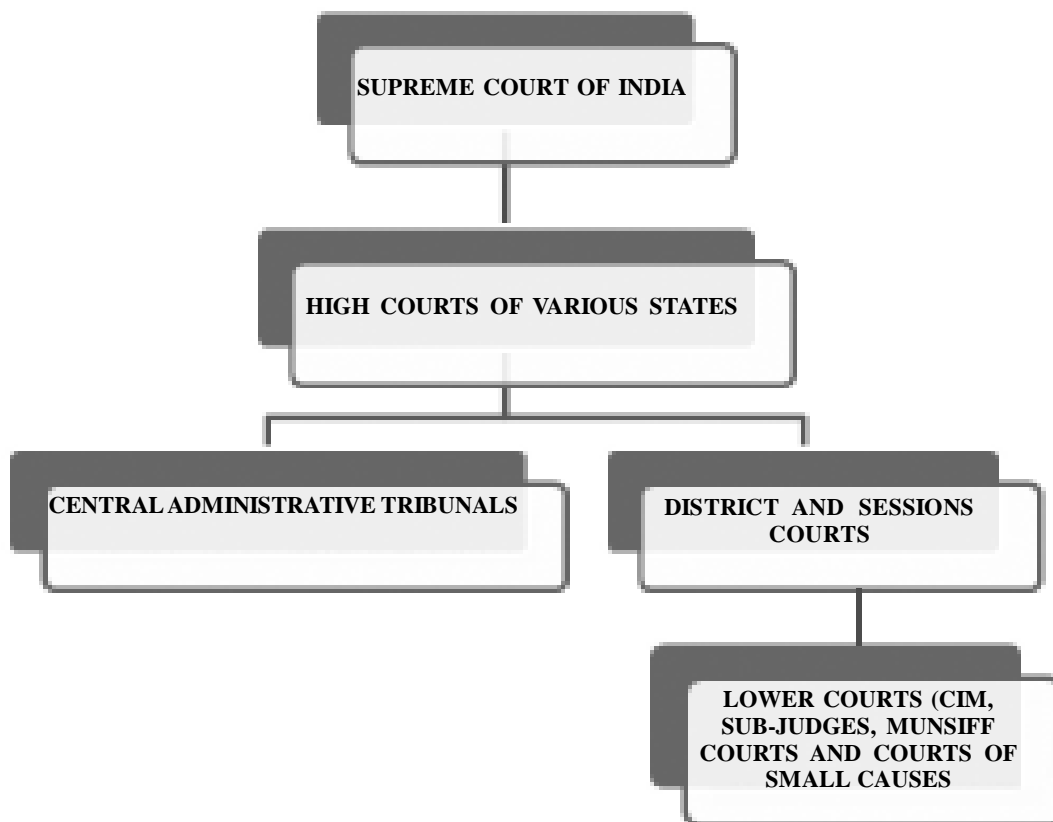 SUPREME COURT OF INDIA
HIGH COURTS OF VARIOUS STATES
CENTRAL ADMINISTRATIVE TRIBUNALS
DISTRICT AND SESSIONS
COURTS
LOWER COURTS (CIM,
SUB-JUDGES, MUNSIFF
COURTS AND COURTS OF
SMALL CAUSES